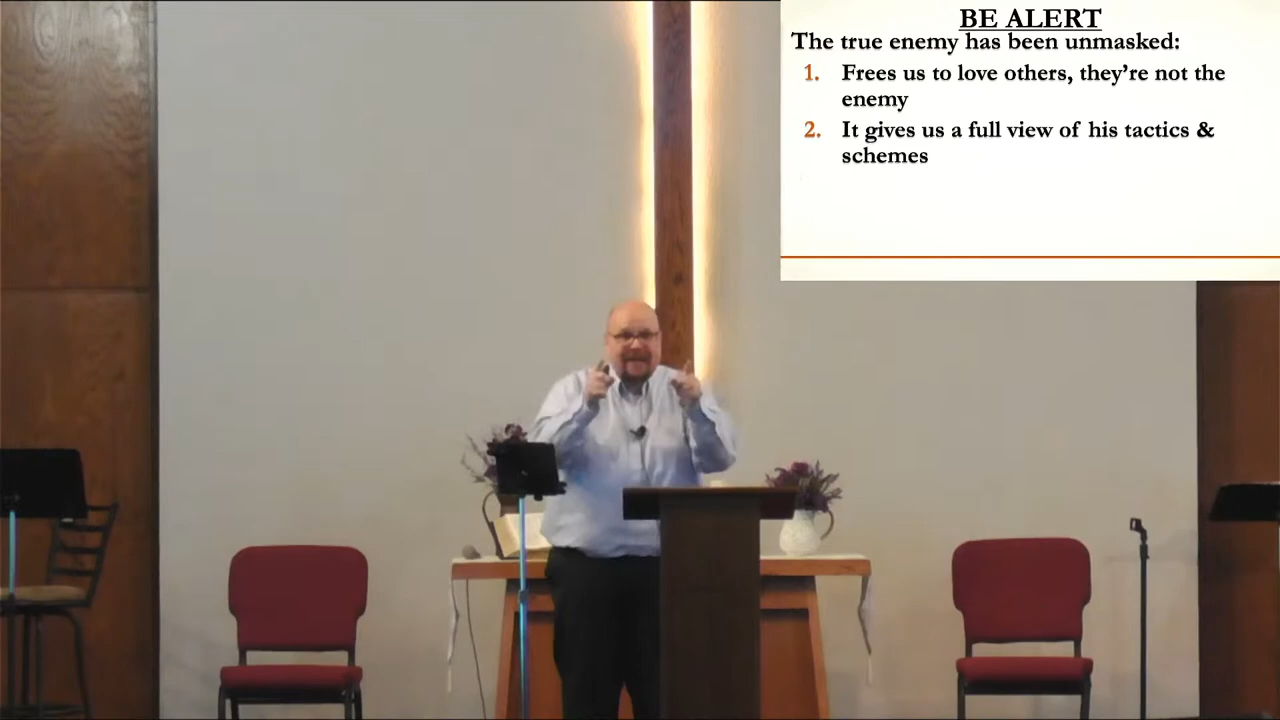 BE ALERT
The true enemy has been unmasked:
1. Frees us to love others, they're not the
enemy
2. It gives us a full view of his tactics &
schemes